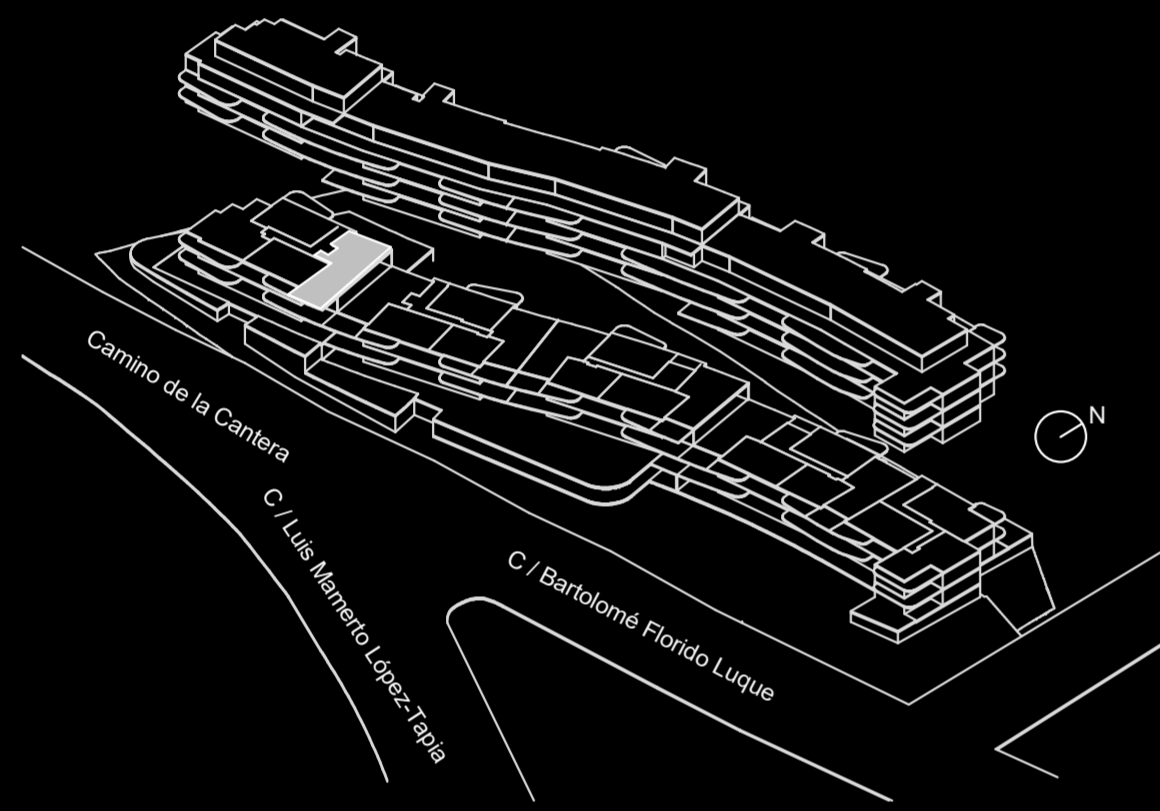 Camino de la Cantera
N
C / Luis Mamerto López-Tapia
C / Bartolomé Florido Luque